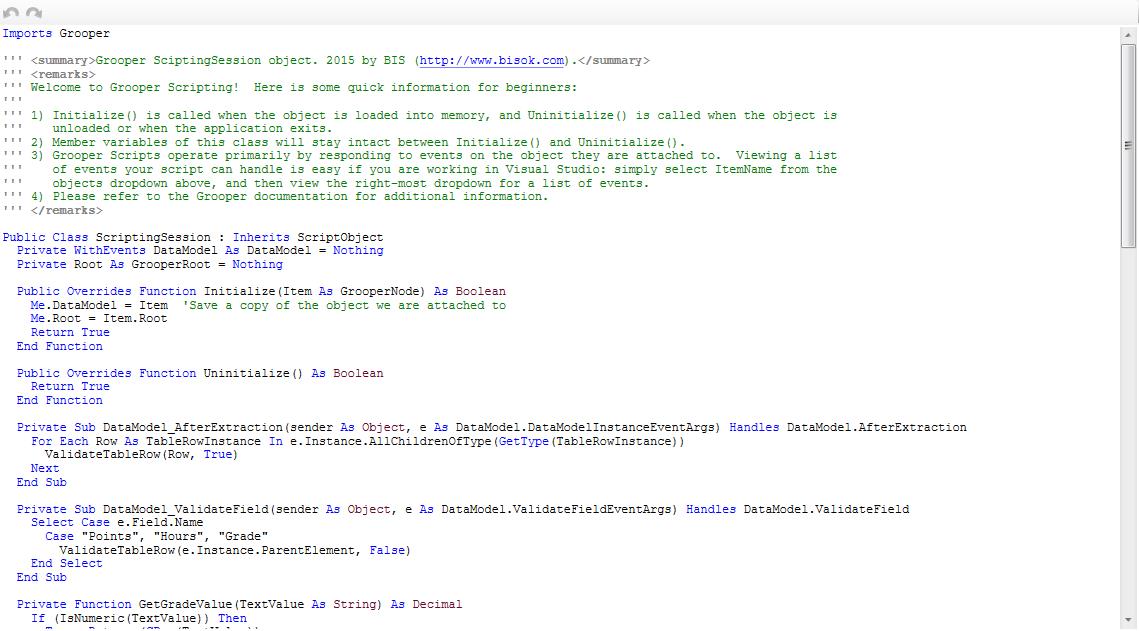 Imports Grooper
''' <summary>Grooper SciptingSession object. 2015 by BIS (http://www.bisok.com).</summary>
''' <remarks>
''' Welcome to Grooper Scripting!  Here is some quick information for beginners:
'''
''' 1) Initialize() is called when the object is loaded into memory, and Uninitialize() is called when the object is
'''    unloaded or when the application exits.
''' 2) Member variables of this class will stay intact between Initialize() and Uninitialize().
''' 3) Grooper Scripts operate primarily by responding to events on the object they are attached to.  Viewing a list
'''    of events your script can handle is easy if you are working in Visual Studio: simply select ItemName from the
'''    objects dropdown above, and then view the right-most dropdown for a list of events.
''' 4) Please refer to the Grooper documentation for additional information.
''' </remarks>
Public Class ScriptingSession : Inherits ScriptObject
  Private WithEvents DataModel As DataModel = Nothing
  Private Root As GrooperRoot = Nothing
  Public Overrides Function Initialize(Item As GrooperNode) As Boolean
    Me.DataModel = Item  'Save a copy of the object we are attached to
    Me.Root = Item.Root
    Return True
  End Function
  Public Overrides Function Uninitialize() As Boolean
    Return True
  End Function
  Private Sub DataModel_AfterExtraction(sender As Object, e As DataModel.DataModelInstanceEventArgs) Handles DataModel.AfterExtraction
    For Each Row As TableRowInstance In e.Instance.AllChildrenOfType(GetType(TableRowInstance))
      ValidateTableRow(Row, True)
    Next
  End Sub
  Private Sub DataModel_ValidateField(sender As Object, e As DataModel.ValidateFieldEventArgs) Handles DataModel.ValidateField
    Select Case e.Field.Name
      Case "Points", "Hours", "Grade"
        ValidateTableRow(e.Instance.ParentElement, False)
    End Select
  End Sub
  Private Function GetGradeValue(TextValue As String) As Decimal
    If (IsNumeric(TextValue)) Then